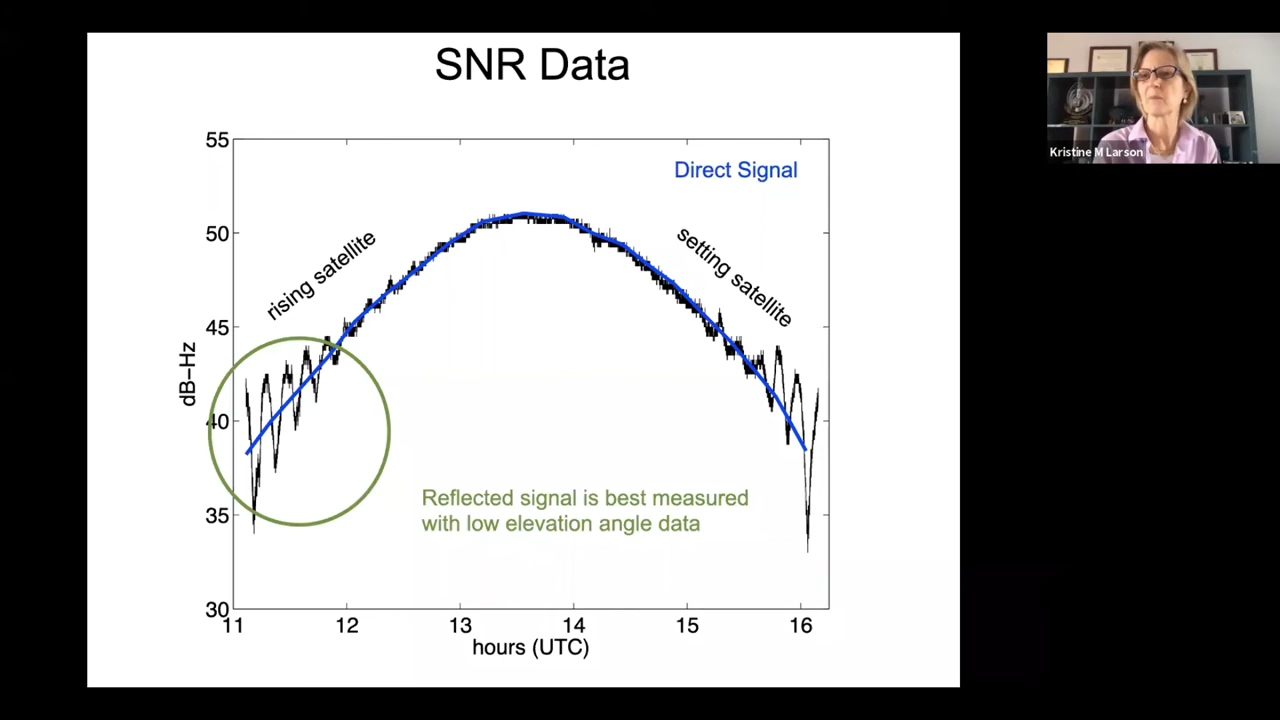 SNR Data
55
50
45
40
35
30
dB-Hz
Direct Signal
rising satellite
setting satellite
Reflected signal is best measured
with low elevation angle data
11 12 13 14 15 16
hours (UTC)
Kristine M Larson